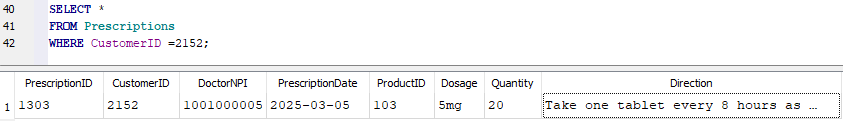 40 SELECT *
41 FROM Prescriptions
42 WHERE CustomerID =2152;
PrescriptionID CustomerID DoctorNPI PrescriptionDate ProductID Dosage Quantity Direction
1 1303 2152 1001000005 2025-03-05 103 5mg 20 Take one tablet every 8 hours as …